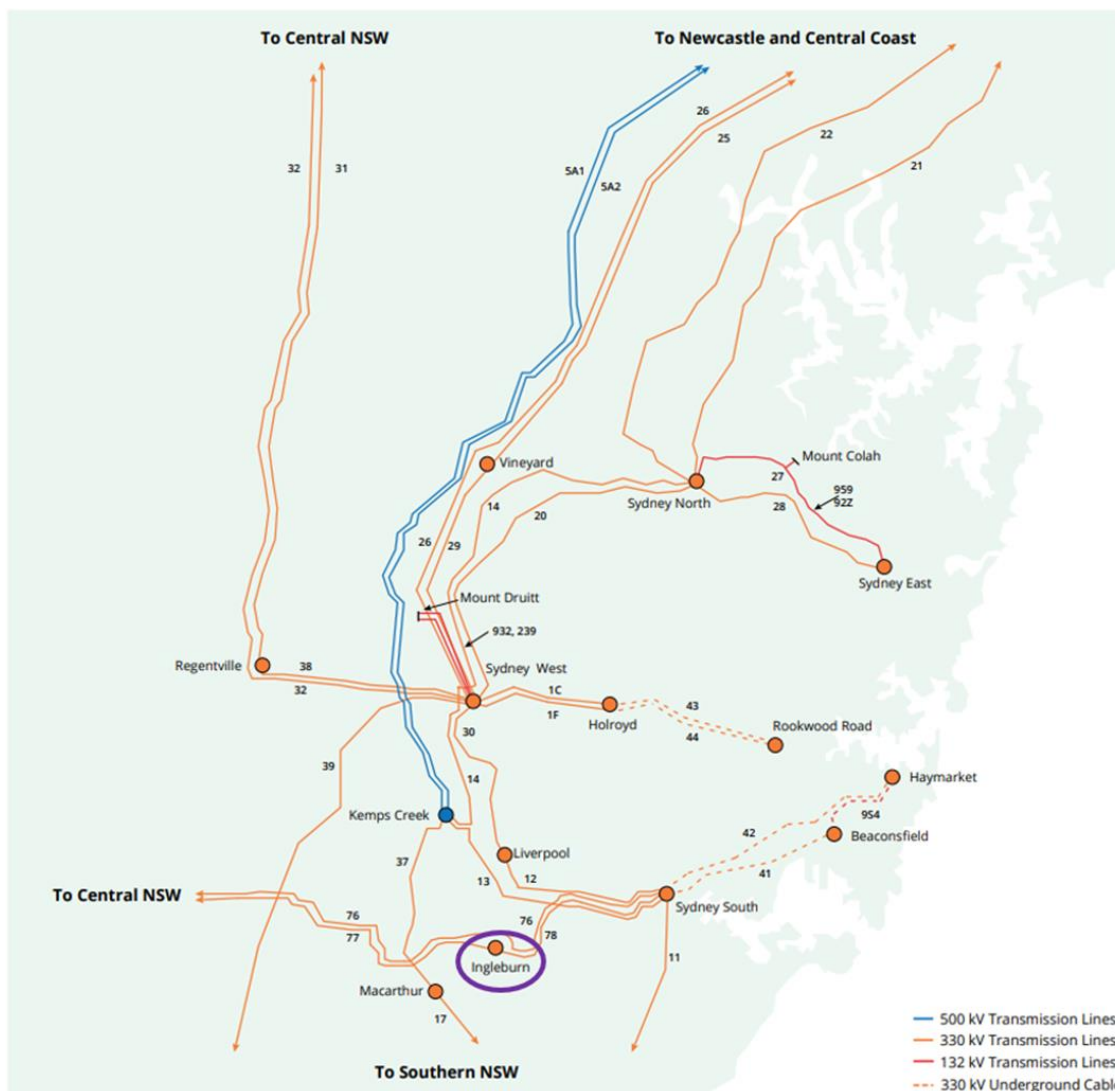 To Central NSW
To Newcastle and Central Coast
26
25
22
32
31
5A1
5A2
21
Vineyard
Mount Colah
27
Sydney North
14
20
28
959
92Z
26
29
Sydney East
Mount Druitt
932, 239
Regentville
38
32
Sydney West
1C
1F
Holroyd
43
44
Rookwood Road
30
39
14
Haymarket
Kemps Creek
9S4
42
Beaconsfield
37
Liverpool
41
13
12
To Central NSW
Sydney South
76
77
76
78
Ingleburn
11
Macarthur
17
To Southern NSW
500 kV Transmission Lines
330 kV Transmission Lines
132 kV Transmission Lines
330 kV Underground Cable